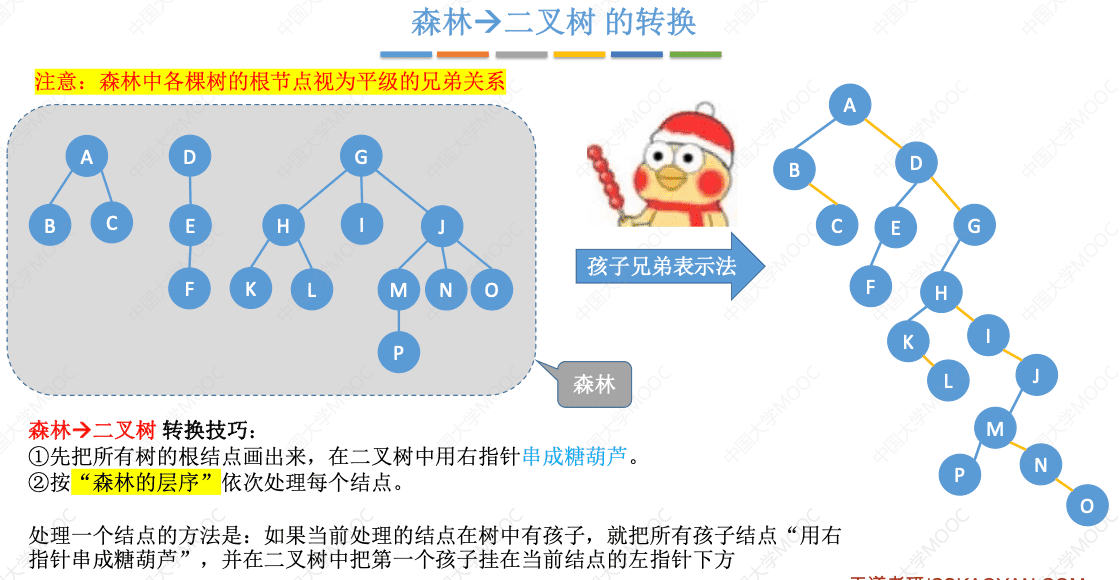 森林→二叉树 的转换
注意：森林中各棵树的根节点视为平级的兄弟关系
A
D
G
B
C
E
H
I
J
F
K
L
M
N
O
P
森林
孩子兄弟表示法
A
B
D
C
E
G
F
H
K
I
L
J
M
P
N
O
森林→二叉树 转换技巧：
①先把所有树的根结点画出来，在二叉树中用右指针串成糖葫芦。
②按“森林的层序”依次处理每个结点。
处理一个结点的方法是：如果当前处理的结点在树中有孩子，就把所有孩子结点“用右
指针串成糖葫芦”，并在二叉树中把第一个孩子挂在当前结点的左指针下方
中国大学MOOC